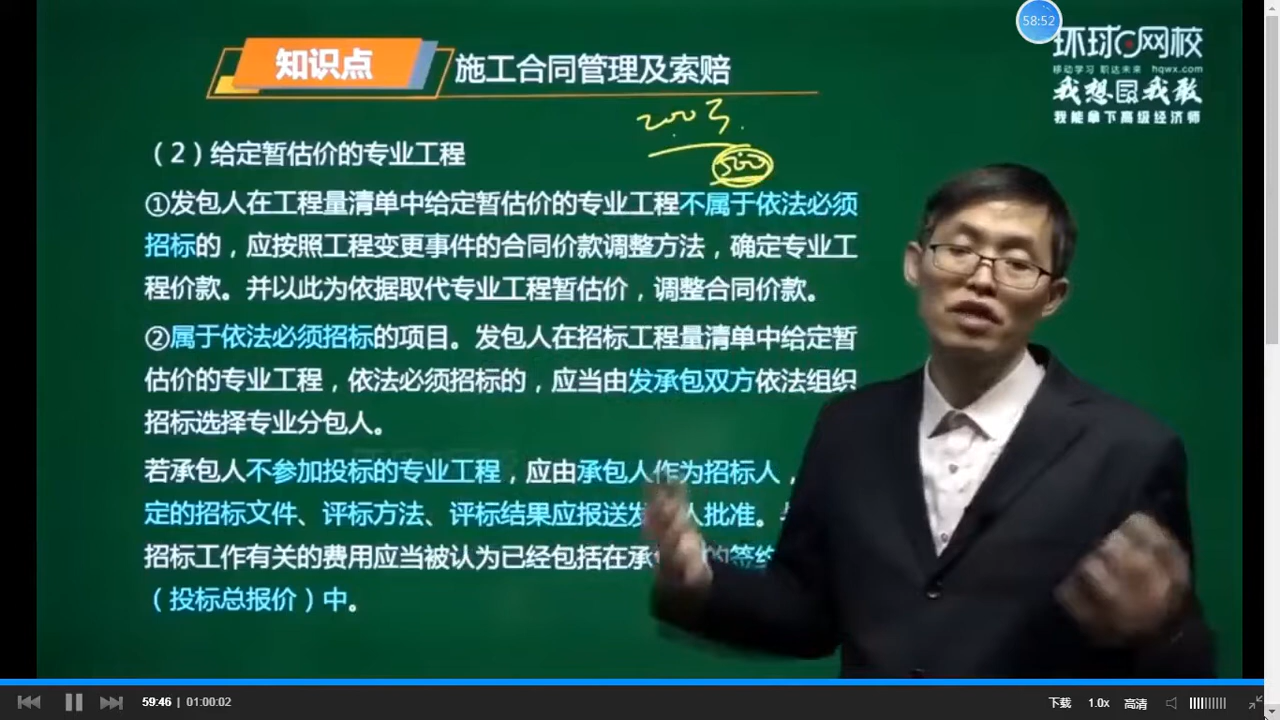 58:52
环球网校
移动学习 职达未来 hqwx.com
我想 我敢
我能拿下高级经济师
知识点
施工合同管理及索赔
200万
500
（2）给定暂估价的专业工程
①发包人在工程量清单中给定暂估价的专业工程不属于依法必须
招标的，应按照工程变更事件的合同价款调整方法，确定专业工
程价款。并以此为依据取代专业工程暂估价，调整合同价款。
②属于依法必须招标的项目。发包人在招标工程量清单中给定暂
估价的专业工程，依法必须招标的，应当由发承包双方依法组织
招标选择专业分包人。
若承包人不参加投标的专业工程，应由承包人作为招标人，
定的招标文件、评标方法、评标结果应报送发 人批准。
招标工作有关的费用应当被认为已经包括在承 的签约
（投标总报价）中。
59:46 | 01:00:02
下载 1.0x 高清